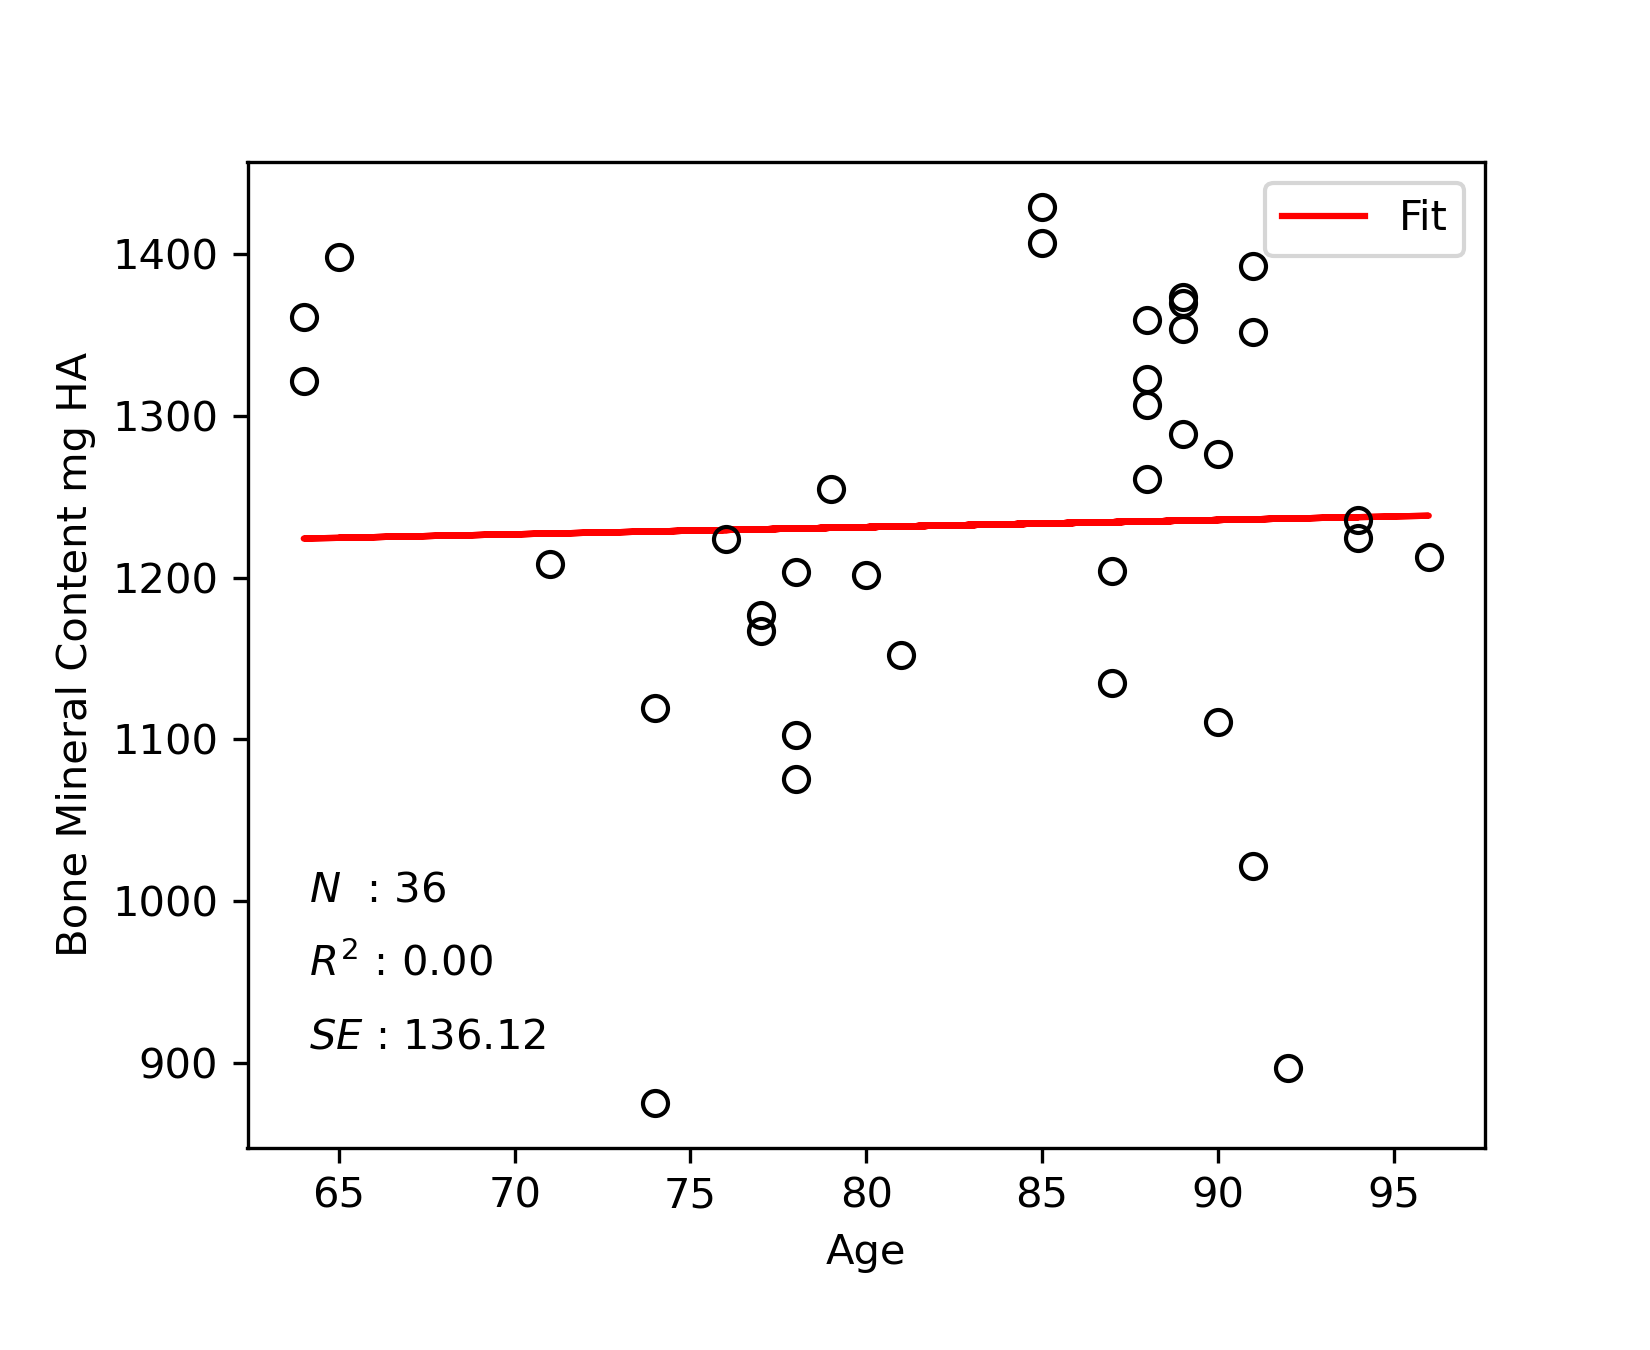 Fit
1400
1300
1200
1100
1000
900
Bone Mineral Content mg HA
N : 36
R² : 0.00
SE : 136.12
65 70 75 80 85 90 95
Age